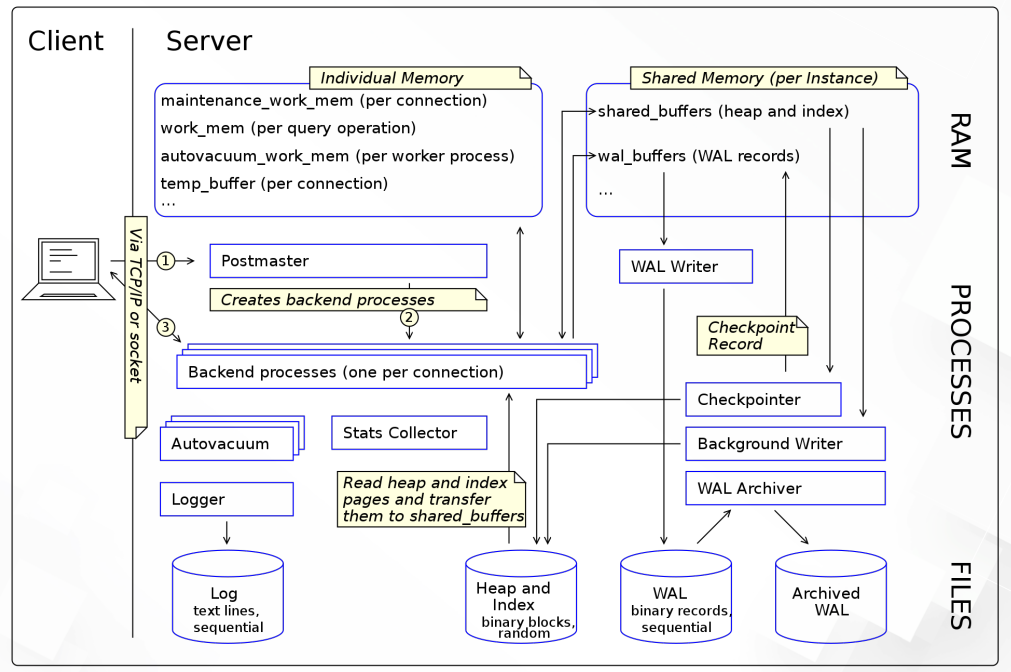 Client
Server
Individual Memory
maintenance_work_mem (per connection)
work_mem (per query operation)
autovacuum_work_mem (per worker process)
temp_buffer (per connection)
...
Shared Memory (per Instance)
shared_buffers (heap and index)
wal_buffers (WAL records)
...
RAM
Via TCP/IP or socket
1
Postmaster
Creates backend processes
2
3
Backend processes (one per connection)
WAL Writer
Checkpoint
Record
PROCESSES
Checkpointer
Autovacuum
Stats Collector
Background Writer
Logger
Read heap and index
pages and transfer
them to shared_buffers
WAL Archiver
Log
text lines,
sequential
Heap and
Index
binary blocks,
random
WAL
binary records,
sequential
Archived
WAL
FILES